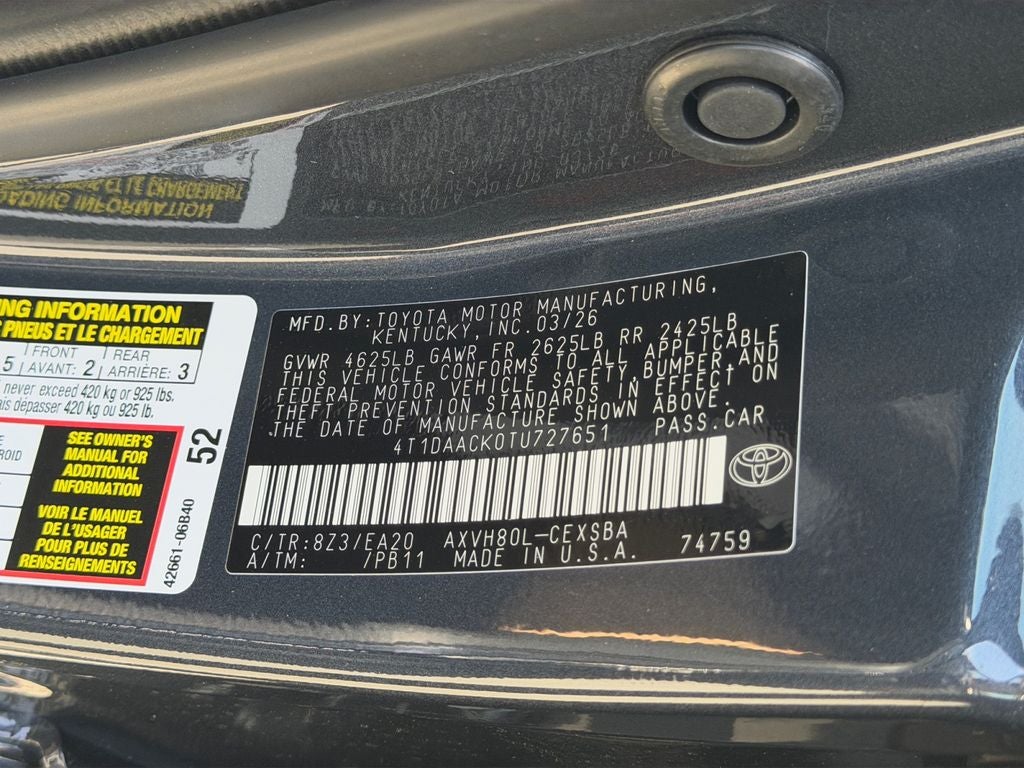 NG INFORMATION
PNEUS ET LE CHARGEMENT
5 FRONT AVANT: 2 REAR ARRIÈRE: 3
never exceed 420 kg or 925 lbs.
ais dépasser 420 kg ou 925 lb.
SEE OWNER'S
MANUAL FOR
ADDITIONAL
INFORMATION
VOIR LE MANUEL
DE L'USAGER
POUR PLUS DE
RENSEIGNEMENTS
52
42661-06B40
MFD.BY:TOYOTA MOTOR MANUFACTURING,
KENTUCKY, INC.03/26
GVWR 4625LB GAWR FR 2625LB RR 2425LB
THIS VEHICLE CONFORMS TO ALL APPLICABLE
FEDERAL MOTOR VEHICLE SAFETY, BUMPER, AND
THEFT PREVENTION STANDARDS IN EFFECT ON
THE DATE OF MANUFACTURE SHOWN ABOVE.
4T1DAACK0TU727651 PASS.CAR
C/TR:8Z3/EA20 AXVH80L-CEXSBA
A/TM: /PB11 MADE IN U.S.A. 74759